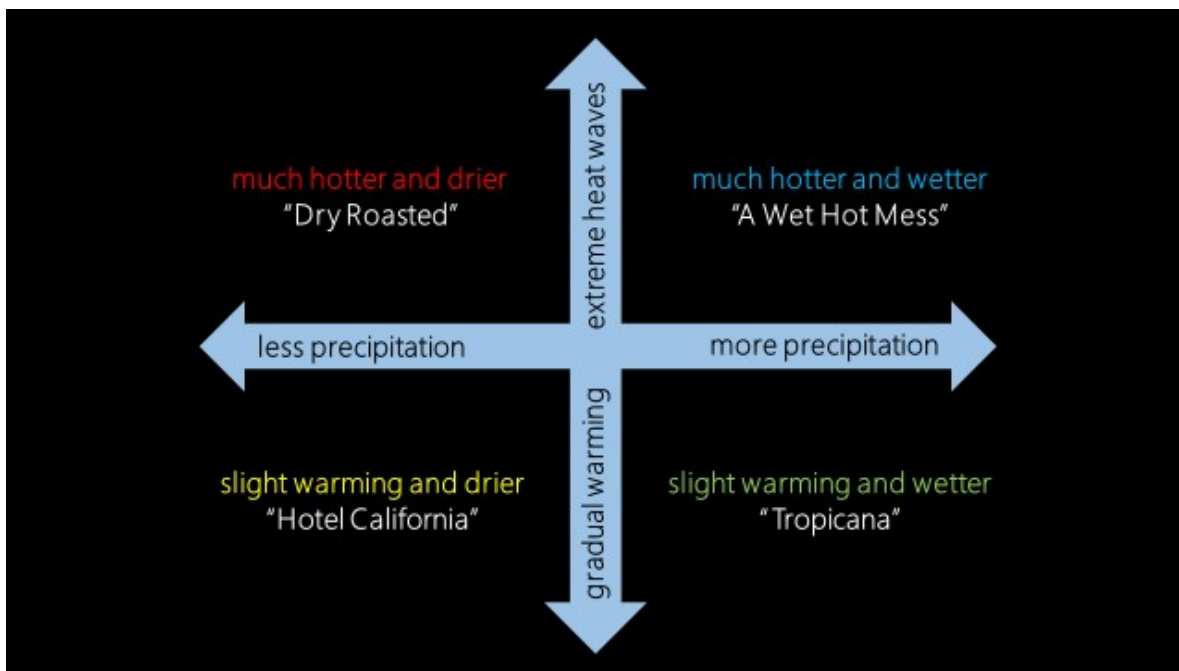 extreme heat waves
much hotter and drier
“Dry Roasted”
much hotter and wetter
“A Wet Hot Mess”
less precipitation
more precipitation
gradual warming
slight warming and drier
“Hotel California”
slight warming and wetter
“Tropicana”